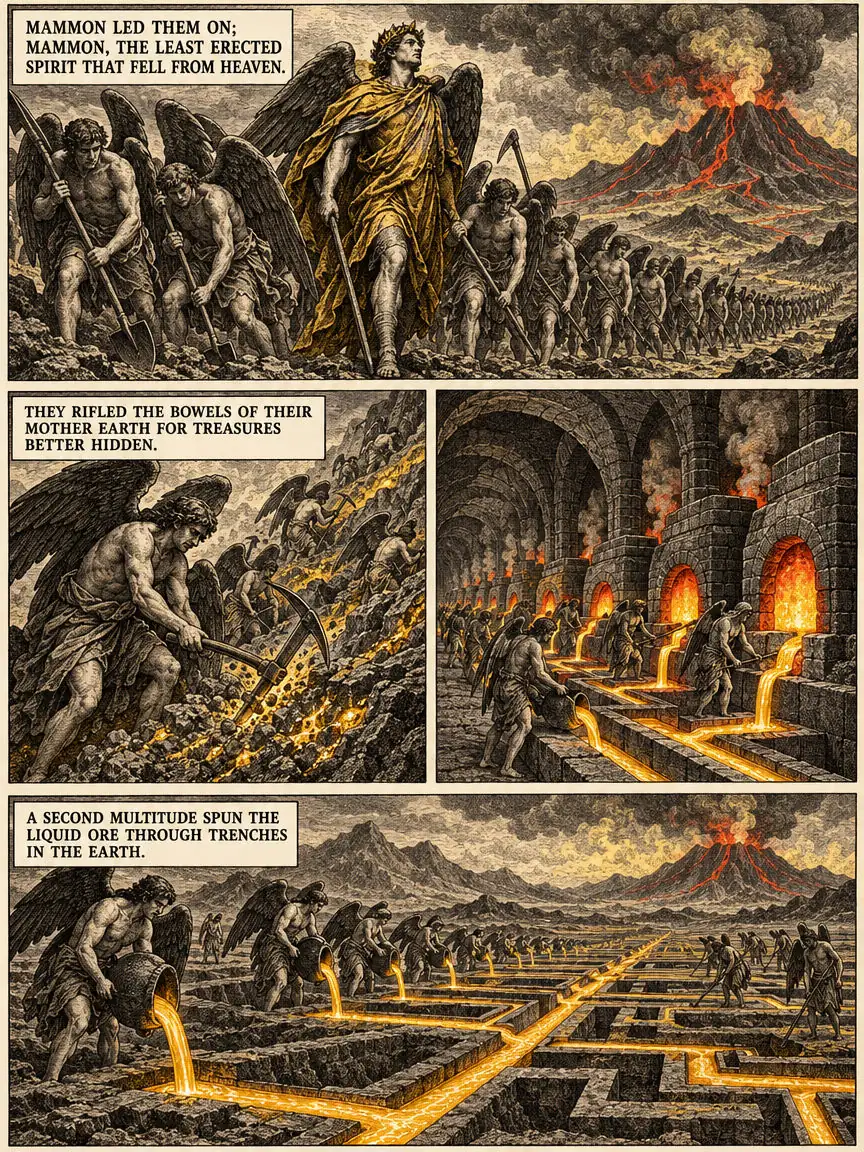 MAMMON LED THEM ON;
MAMMON, THE LEAST ERECTED
SPIRIT THAT FELL FROM HEAVEN.
THEY RIFLED THE BOWELS OF THEIR
MOTHER EARTH FOR TREASURES
BETTER HIDDEN.
A SECOND MULTITUDE SPUN THE
LIQUID ORE THROUGH TRENCHES
IN THE EARTH.